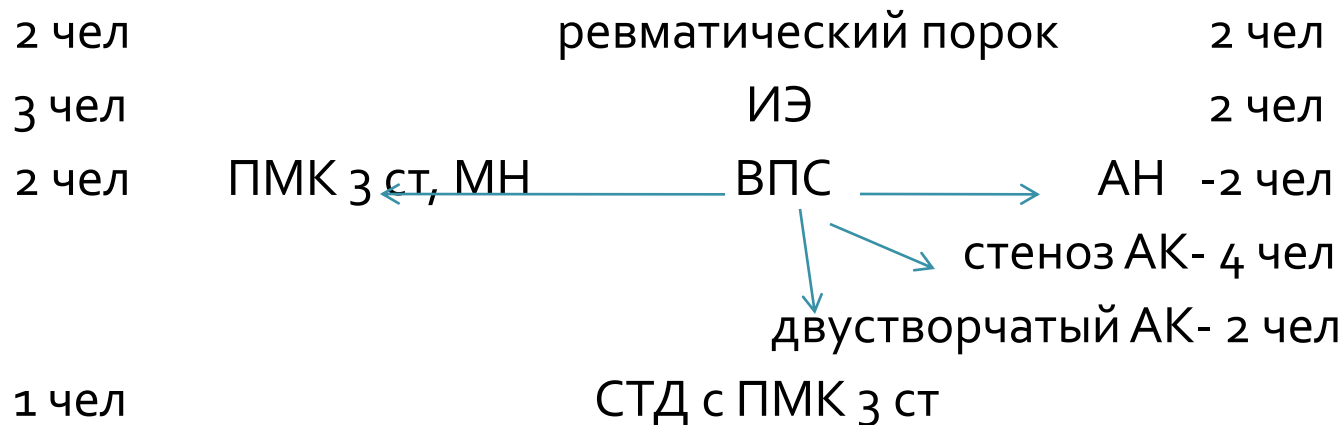 2 чел ревматический порок 2 чел
3 чел ИЭ 2 чел
2 чел ПМК 3 ст, МН ВПС АН -2 чел
стеноз АК- 4 чел
двустворчатый АК- 2 чел
1 чел СТД с ПМК 3 ст